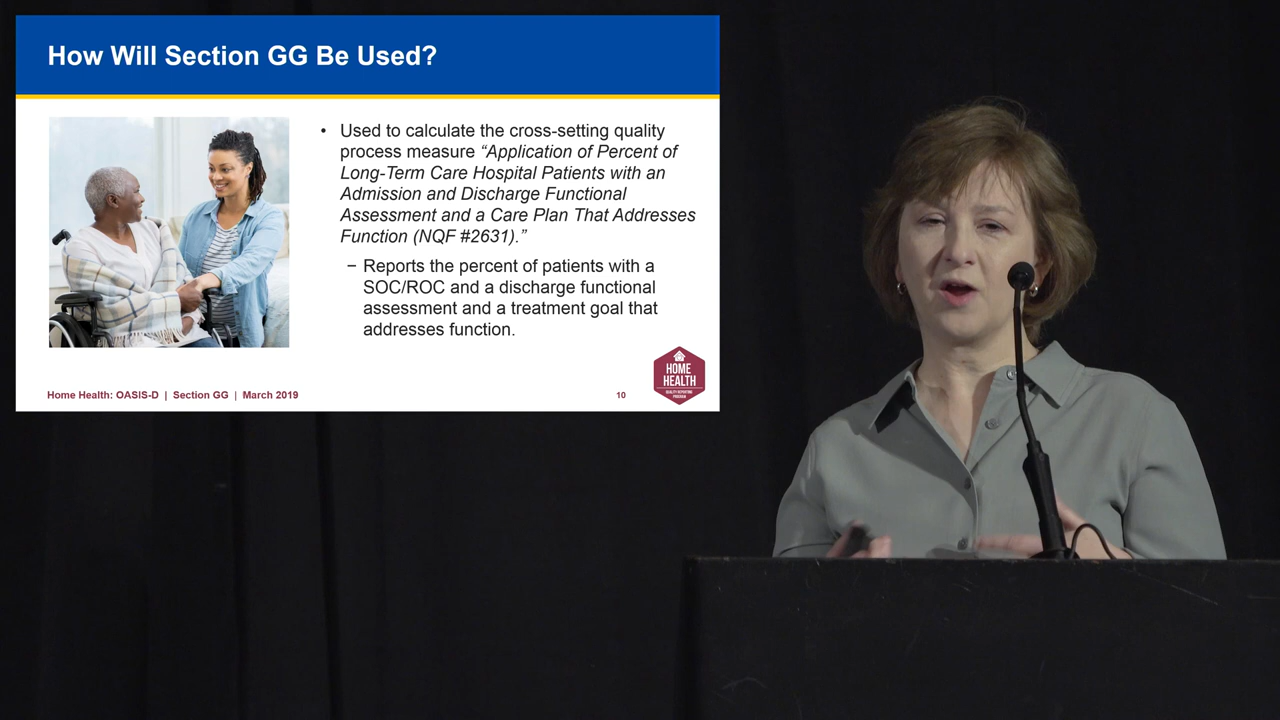 How Will Section GG Be Used?
• Used to calculate the cross-setting quality
process measure “Application of Percent of
Long-Term Care Hospital Patients with an
Admission and Discharge Functional
Assessment and a Care Plan That Addresses
Function (NQF #2631).”
− Reports the percent of patients with a
SOC/ROC and a discharge functional
assessment and a treatment goal that
addresses function.
HOME
HEALTH
QUALITY REPORTING
PROGRAM
Home Health: OASIS-D | Section GG | March 2019
10